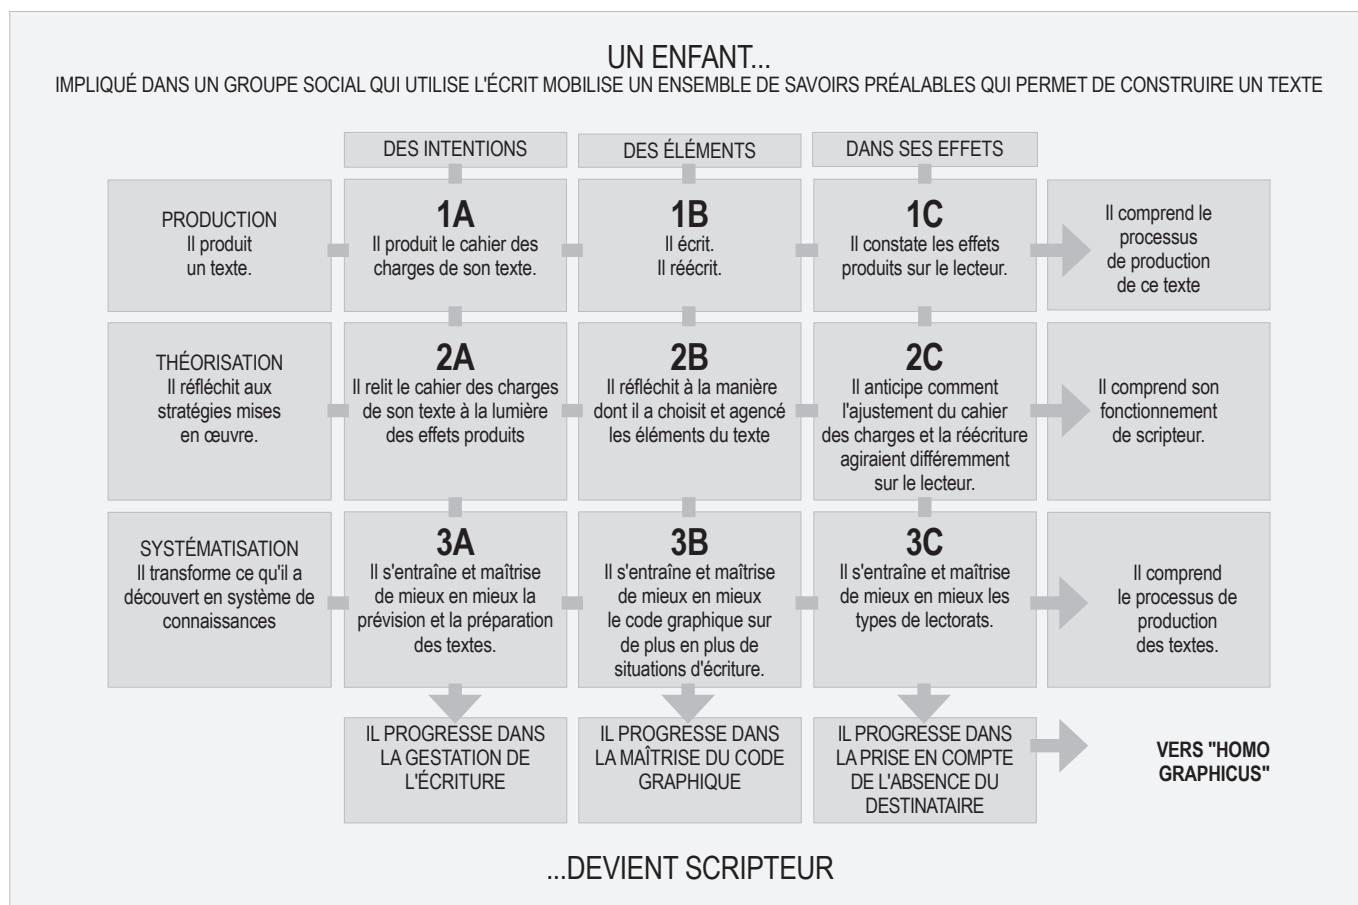 UN ENFANT...
IMPLIQUÉ DANS UN GROUPE SOCIAL QUI UTILISE L'ÉCRIT MOBILISE UN ENSEMBLE DE SAVOIRS PRÉALABLES QUI PERMET DE CONSTRUIRE UN TEXTE
DES INTENTIONS
DES ÉLÉMENTS
DANS SES EFFETS
PRODUCTION
Il produit
un texte.
1A
Il produit le cahier des
charges de son texte.
1B
Il écrit.
Il réécrit.
1C
Il constate les effets
produits sur le lecteur.
Il comprend le
processus
de production
de ce texte
THÉORISATION
Il réfléchit aux
stratégies mises
en œuvre.
2A
Il relit le cahier des charges
de son texte à la lumière
des effets produits
2B
Il réfléchit à la manière
dont il a choisit et agencé
les éléments du texte
2C
Il anticipe comment
l'ajustement du cahier
des charges et la réécriture
agiraient différemment
sur le lecteur.
Il comprend son
fonctionnement
de scripteur.
SYSTÉMATISATION
Il transforme ce qu'il a
découvert en système de
connaissances
3A
Il s'entraîne et maîtrise
de mieux en mieux la
prévision et la préparation
des textes.
3B
Il s'entraîne et maîtrise
de mieux en mieux
le code graphique sur
de plus en plus de
situations d'écriture.
3C
Il s'entraîne et maîtrise
de mieux en mieux les
types de lectorats.
Il comprend
le processus de
production
des textes.
IL PROGRESSE DANS
LA GESTATION DE
L'ÉCRITURE
IL PROGRESSE DANS
LA MAÎTRISE DU CODE
GRAPHIQUE
IL PROGRESSE DANS
LA PRISE EN COMPTE
DE L'ABSENCE DU
DESTINATAIRE
VERS "HOMO
GRAPHICUS"
...DEVIENT SCRIPTEUR